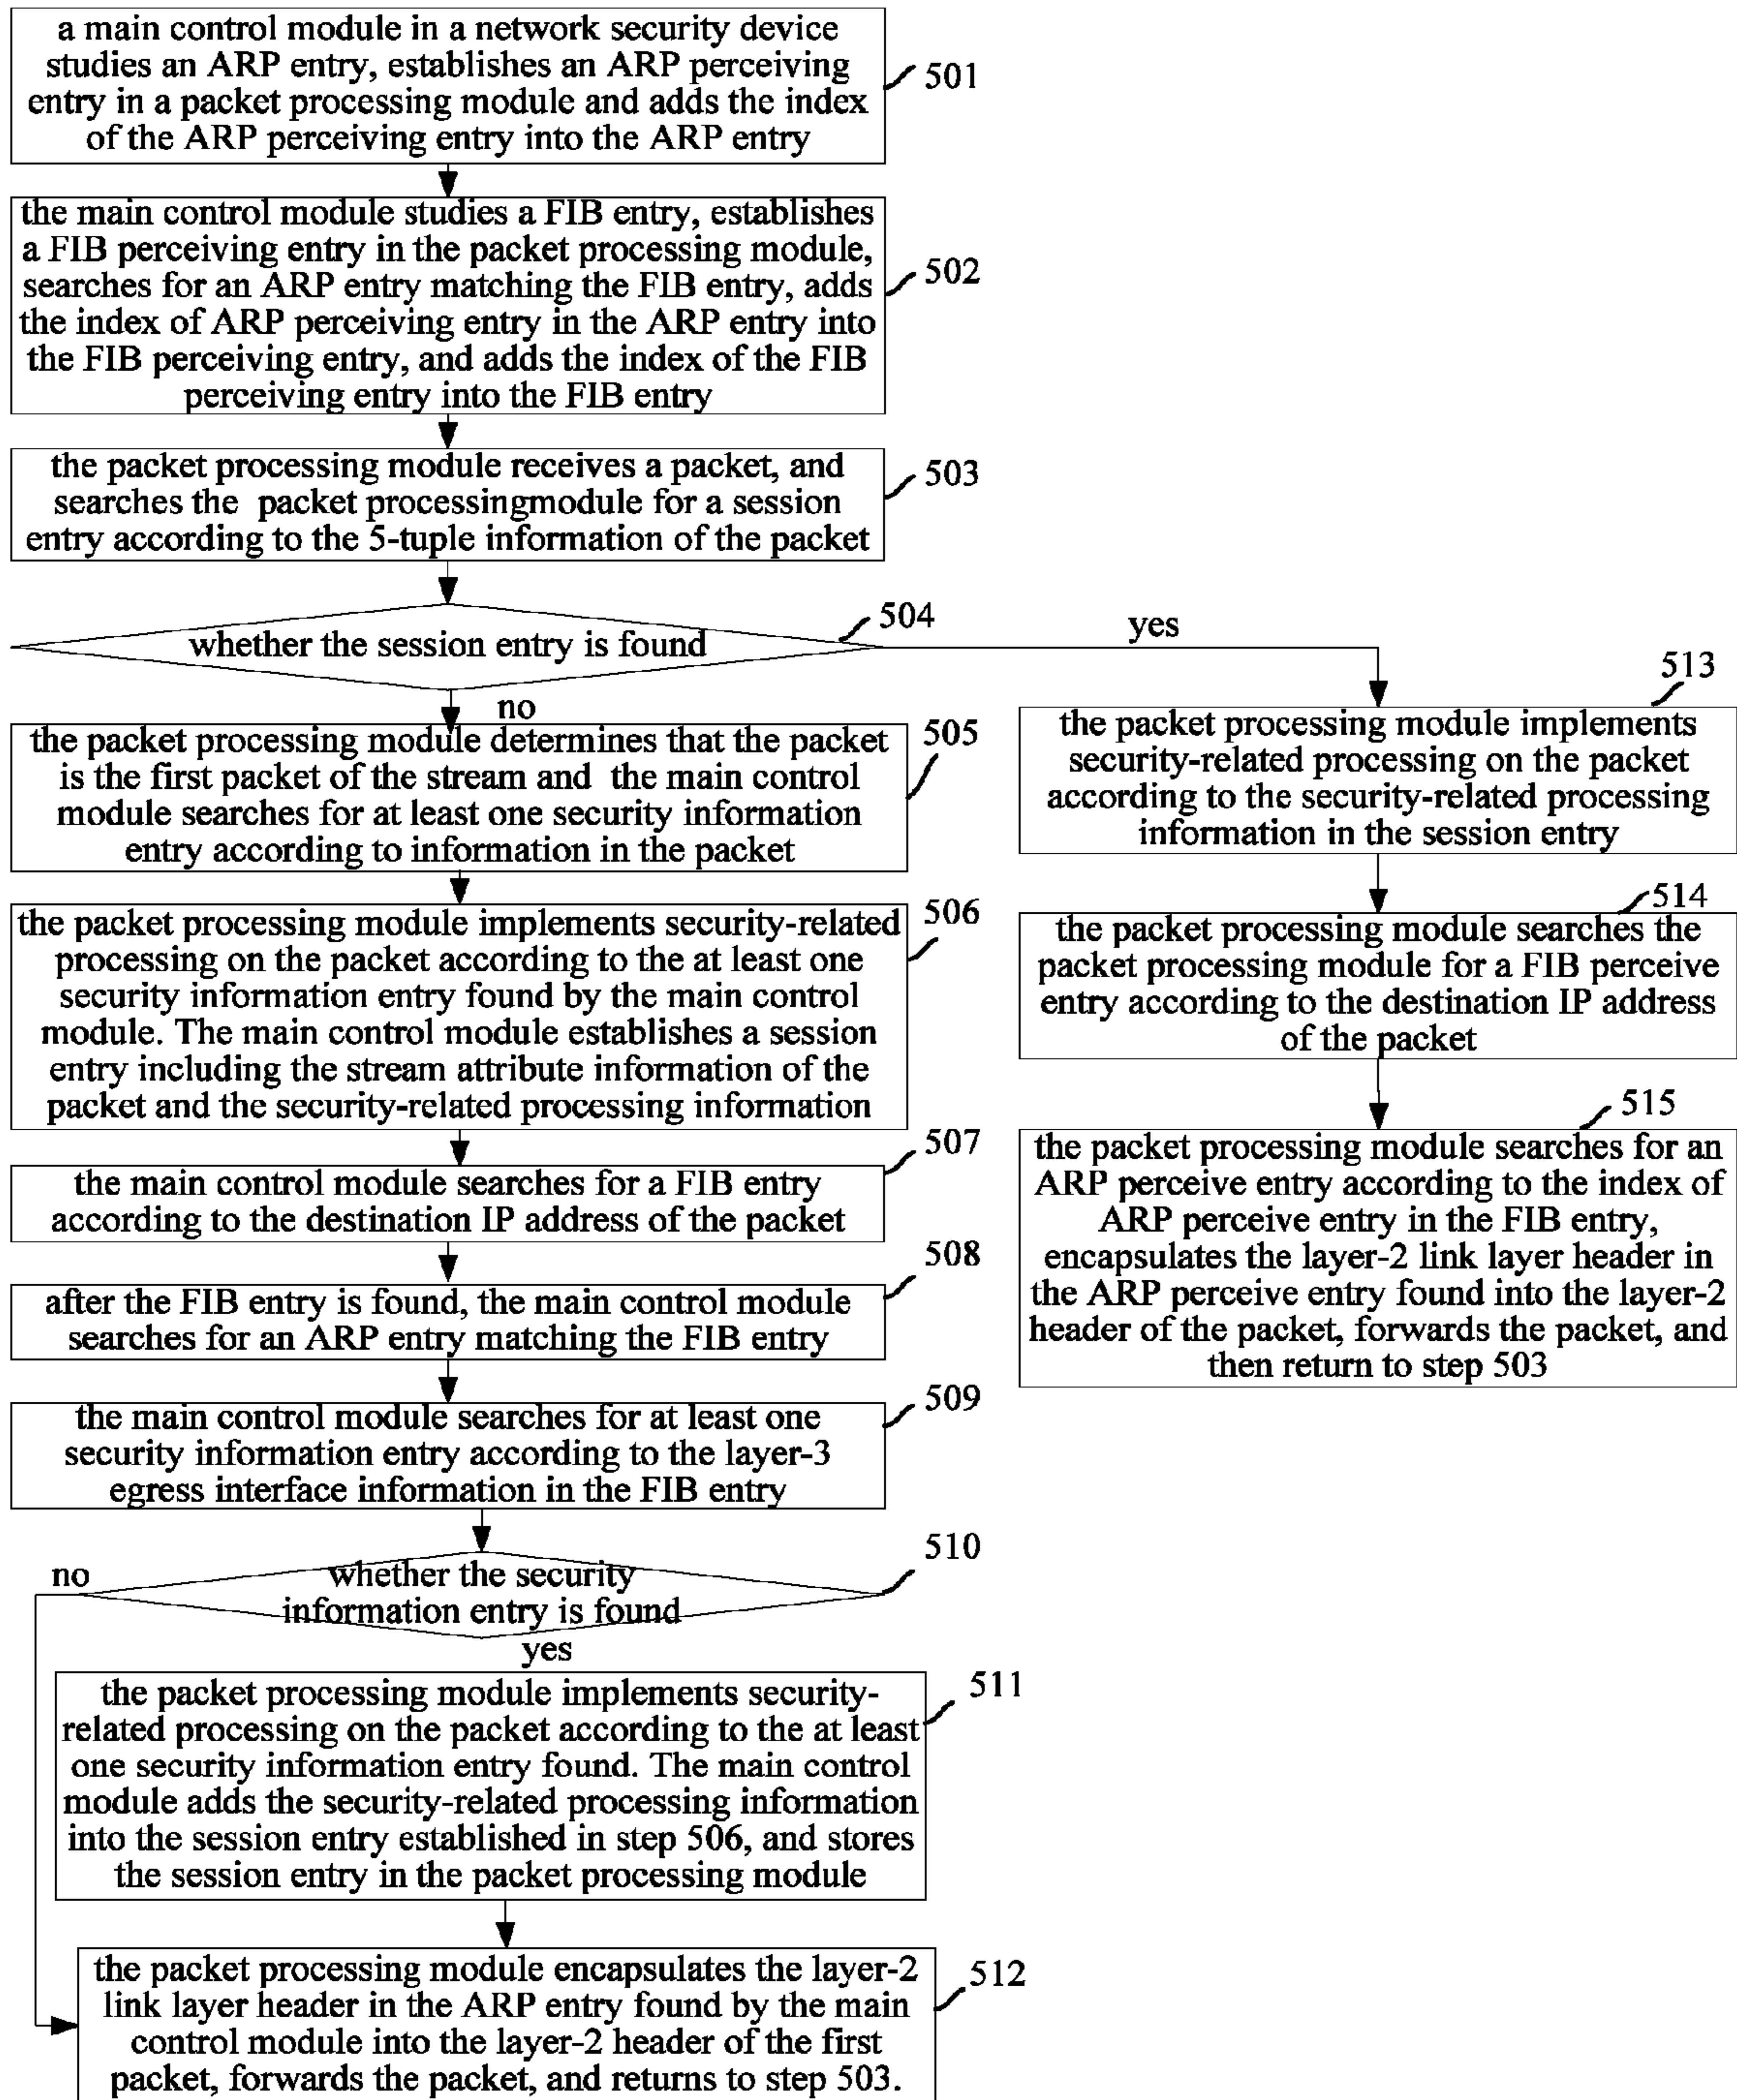 a main control module in a network security device
studies an ARP entry, establishes an ARP perceiving
entry in a packet processing module and adds the index
of the ARP perceiving entry into the ARP entry
501
the main control module studies a FIB entry, establishes
a FIB perceiving entry in the packet processing module,
searches for an ARP entry matching the FIB entry, adds
the index of ARP perceiving entry in the ARP entry into
the FIB perceiving entry, and adds the index of the FIB
perceiving entry into the FIB entry
502
the packet processing module receives a packet, and
searches the packet processingmodule for a session
entry according to the 5-tuple information of the packet
503
whether the session entry is found
504
yes
no
the packet processing module determines that the packet
is the first packet of the stream and the main control
module searches for at least one security information
entry according to information in the packet
505
the packet processing module implements security-related
processing on the packet according to the at least one
security information entry found by the main control
module. The main control module establishes a session
entry including the stream attribute information of the
packet and the security-related processing information
506
the main control module searches for a FIB entry
according to the destination IP address of the packet
507
after the FIB entry is found, the main control module
searches for an ARP entry matching the FIB entry
508
the main control module searches for at least one
security information entry according to the layer-3
egress interface information in the FIB entry
509
whether the security
information entry is found
510
no
yes
the packet processing module implements security-
related processing on the packet according to the at least
one security information entry found. The main control
module adds the security-related processing information
into the session entry established in step 506, and stores
the session entry in the packet processing module
511
the packet processing module encapsulates the layer-2
link layer header in the ARP entry found by the main
control module into the layer-2 header of the first
packet, forwards the packet, and returns to step 503.
512
513
the packet processing module implements
security-related processing on the packet
according to the security-related processing
information in the session entry
514
the packet processing module searches the
packet processing module for a FIB perceive
entry according to the destination IP address
of the packet
515
the packet processing module searches for an
ARP perceive entry according to the index of
ARP perceive entry in the FIB entry,
encapsulates the layer-2 link layer header in
the ARP perceive entry found into the layer-2
header of the packet, forwards the packet, and
then return to step 503